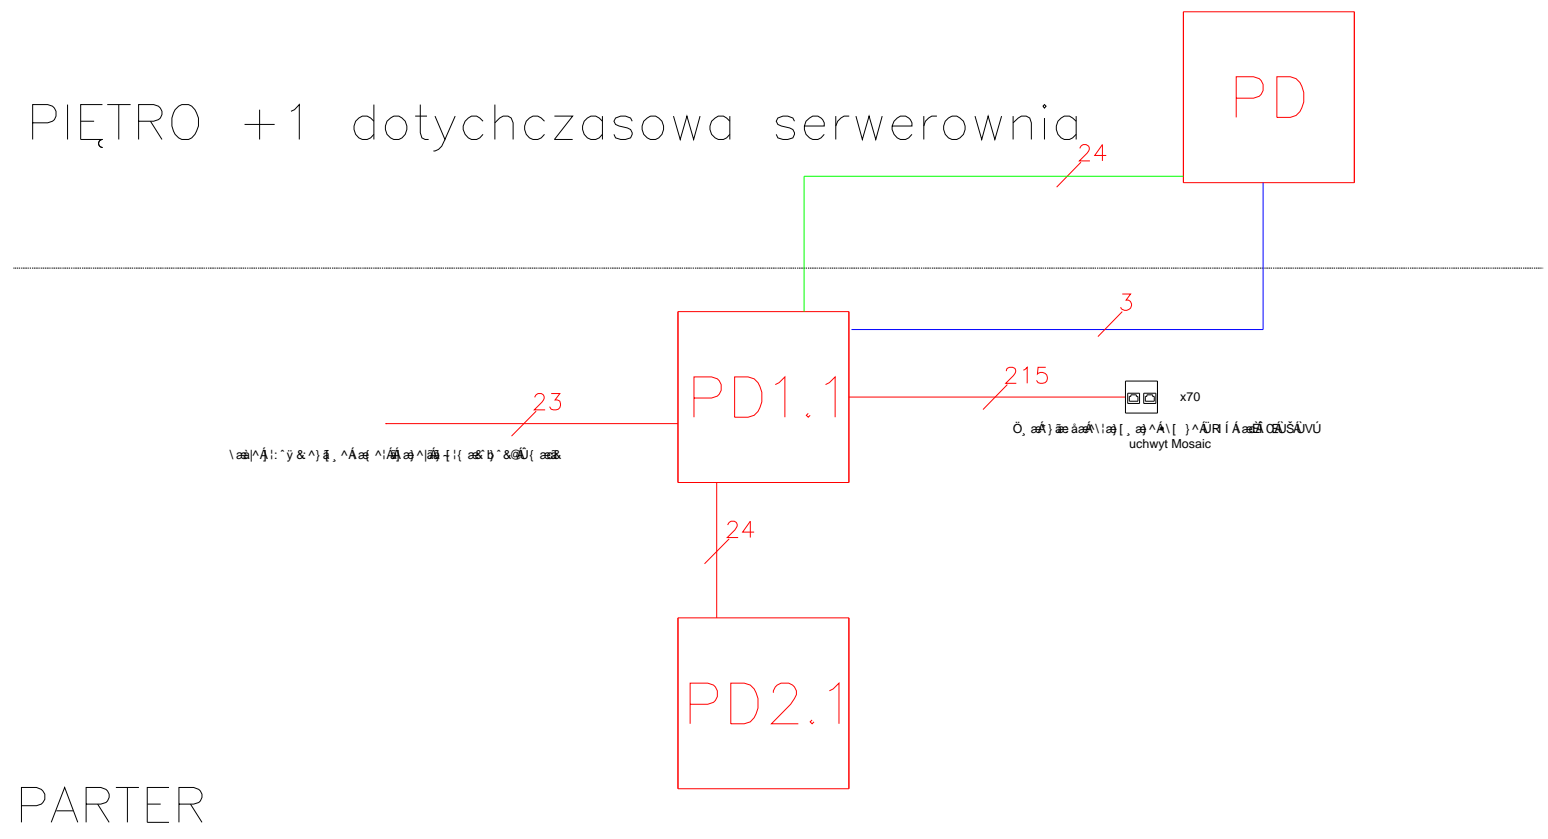 PD
PIĘTRO +1 dotychczasowa serwerownia
24
3
PD1.1
215
x70
23
uchwyt Mosaic
24
PD2.1
PARTER